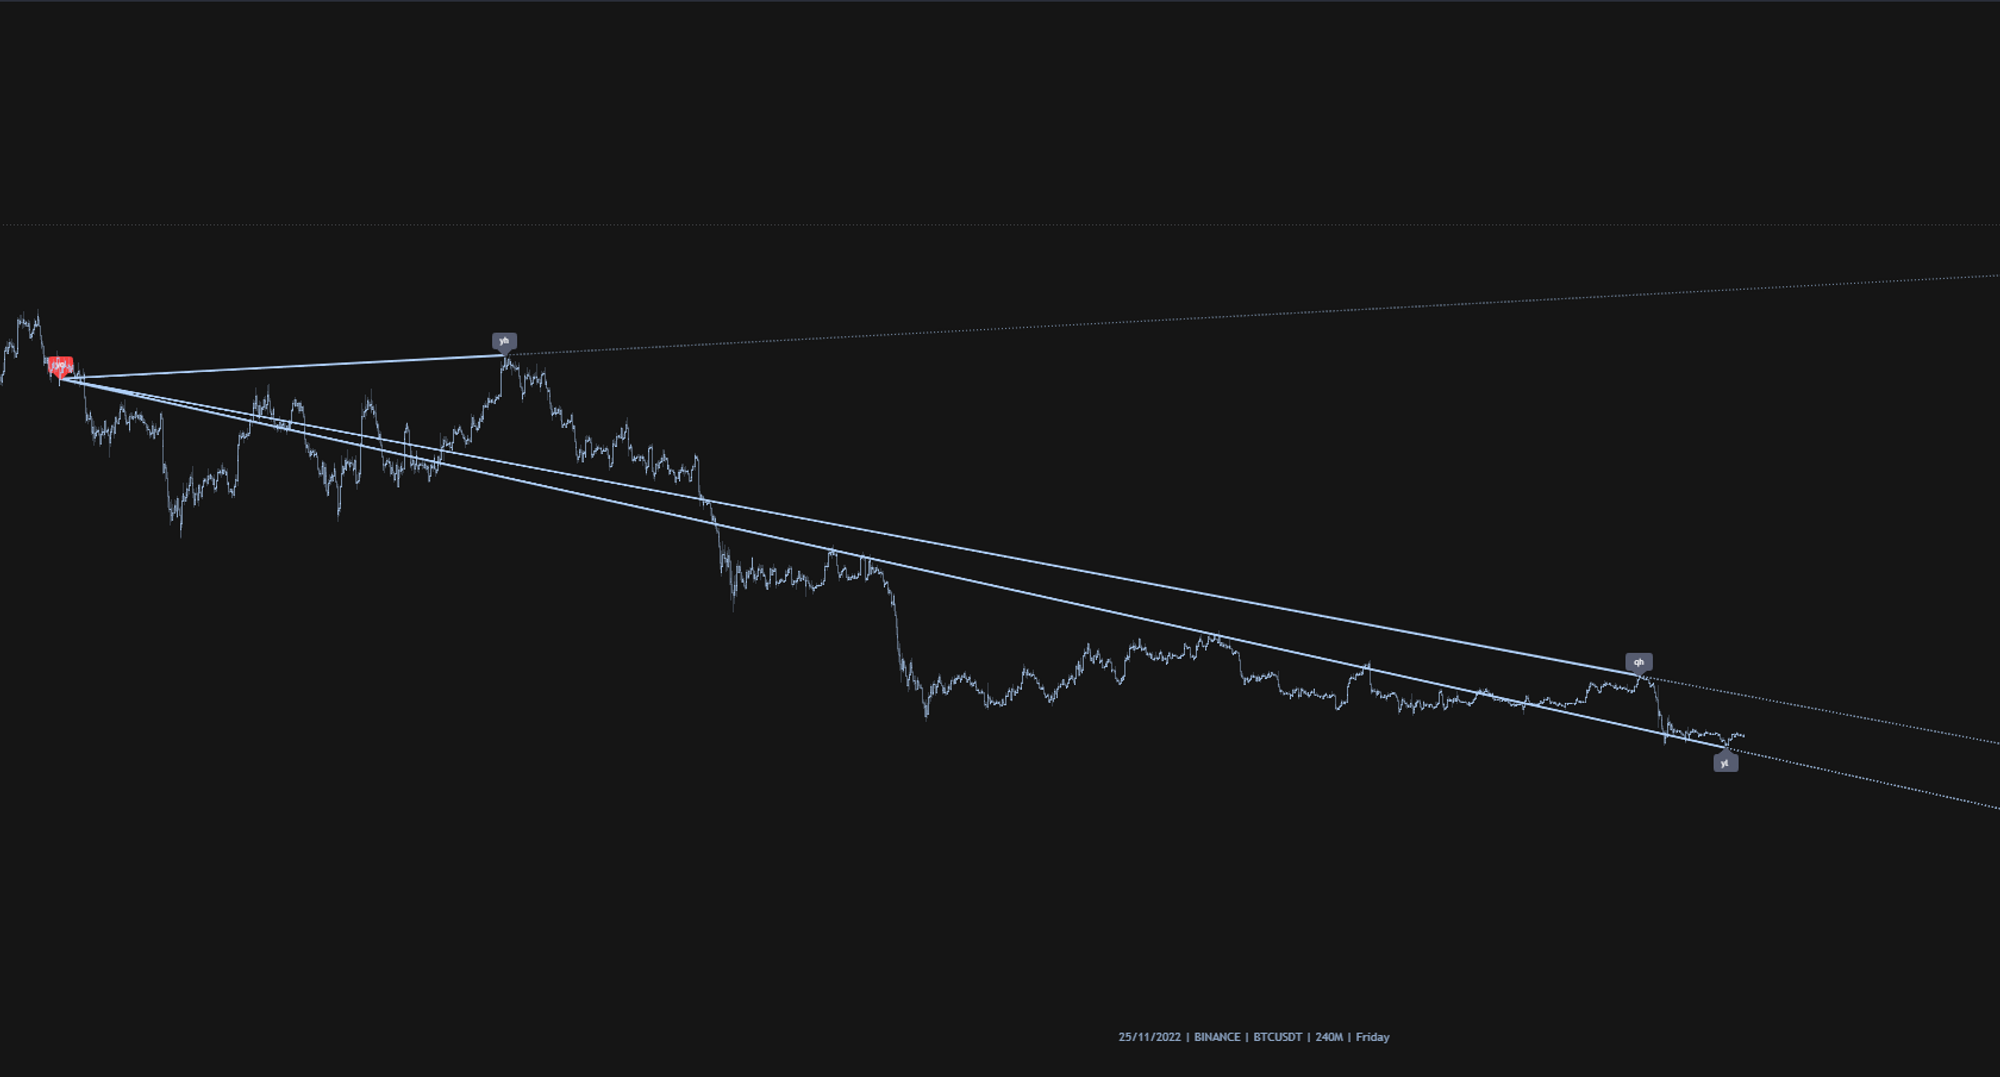 yh
qh
yl
25/11/2022 | BINANCE | BTCUSDT | 240M | Friday